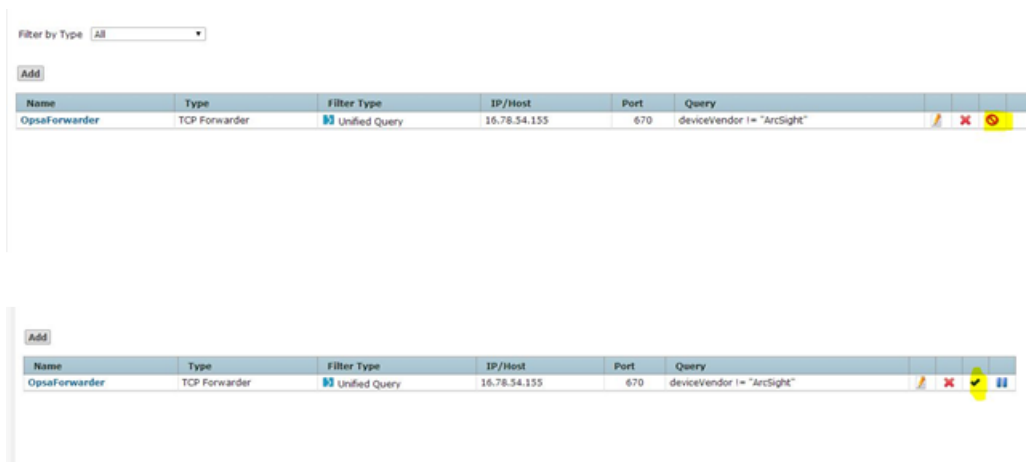 Filter by Type All
Add
Name Type Filter Type IP/Host Port Query
OpsaForwarder TCP Forwarder Unified Query 16.78.54.155 670 deviceVendor != "ArcSight"
Add
Name Type Filter Type IP/Host Port Query
OpsaForwarder TCP Forwarder Unified Query 16.78.54.155 670 deviceVendor != "ArcSight"